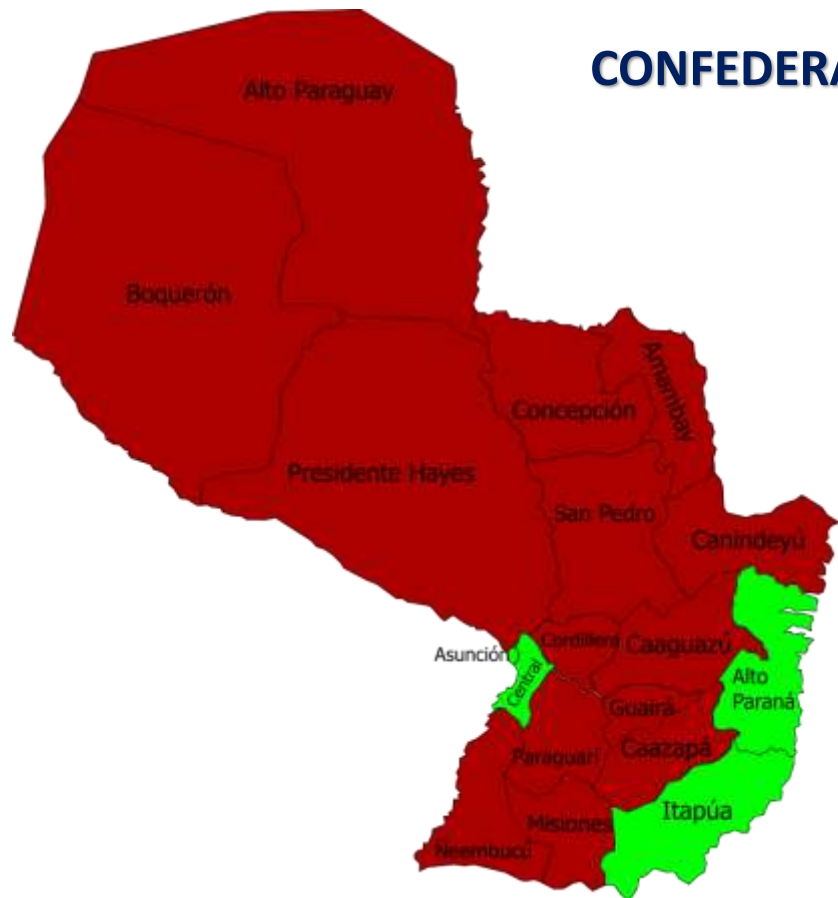 CONFEDERA
Alto Paraguay
Boquerón
Amambay
Concepción
Presidente Hayes
San Pedro
Canindeyú
Cordillera
Caaguazú
Asunción
Central
Alto
Paraná
Guairá
Caazapá
Paraguarí
Itapúa
Misiones
Neembucú